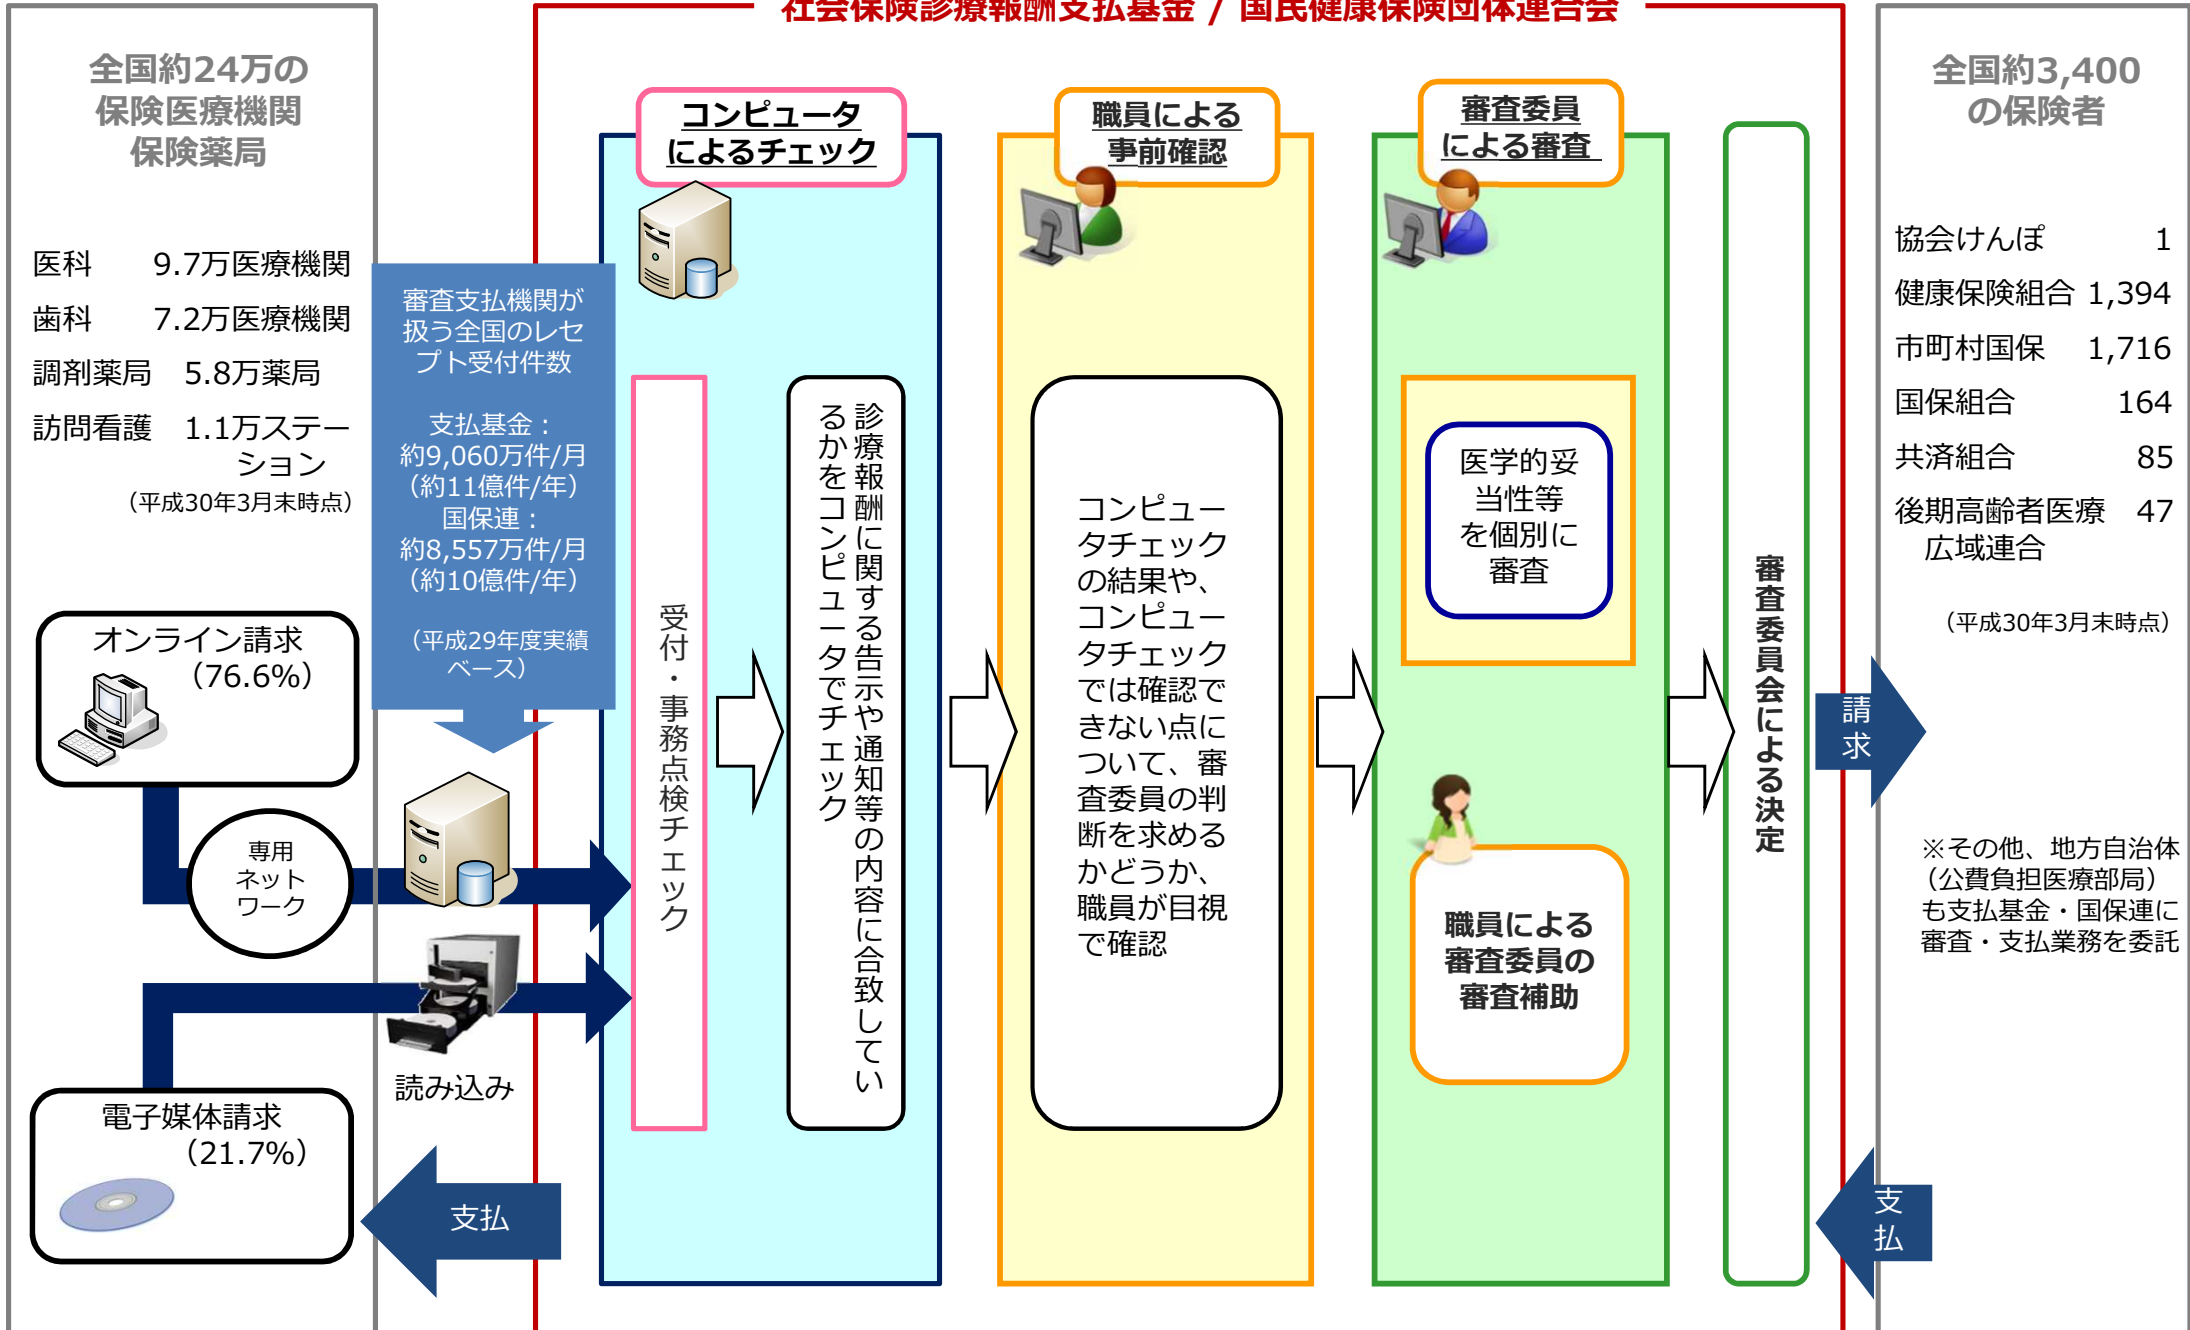 社会保険診療報酬支払基金 / 国民健康保険団体連合会
全国約24万の
保険医療機関
保険薬局
医科 9.7万医療機関
歯科 7.2万医療機関
調剤薬局 5.8万薬局
訪問看護 1.1万ステー
ション
(平成30年3月末時点)
オンライン請求
(76.6%)
専用
ネット
ワーク
電子媒体請求
(21.7%)
審査支払機関が
扱う全国のレセ
プト受付件数
支払基金:
約9,060万件/月
(約11億件/年)
国保連:
約8,557万件/月
(約10億件/年)
(平成29年度実績
ベース)
読み込み
支払
コンピュータ
によるチェック
受付・事務点検チェック
診療報酬に関する告示や通知等の内容に合致してい
るかをコンピュータでチェック
職員による
事前確認
コンピュー
タチェック
の結果や、
コンピュー
タチェック
では確認で
きない点に
ついて、審
査委員の判
断を求める
かどうか、
職員が目視
で確認
審査委員
による審査
医学的妥
当性等
を個別に
審査
職員による
審査委員の
審査補助
審査委員会による決定
請
求
支
払
全国約3,400
の保険者
協会けんぽ 1
健康保険組合 1,394
市町村国保 1,716
国保組合 164
共済組合 85
後期高齢者医療 47
広域連合
(平成30年3月末時点)
※その他、地方自治体
(公費負担医療部局)
も支払基金・国保連に
審査・支払業務を委託